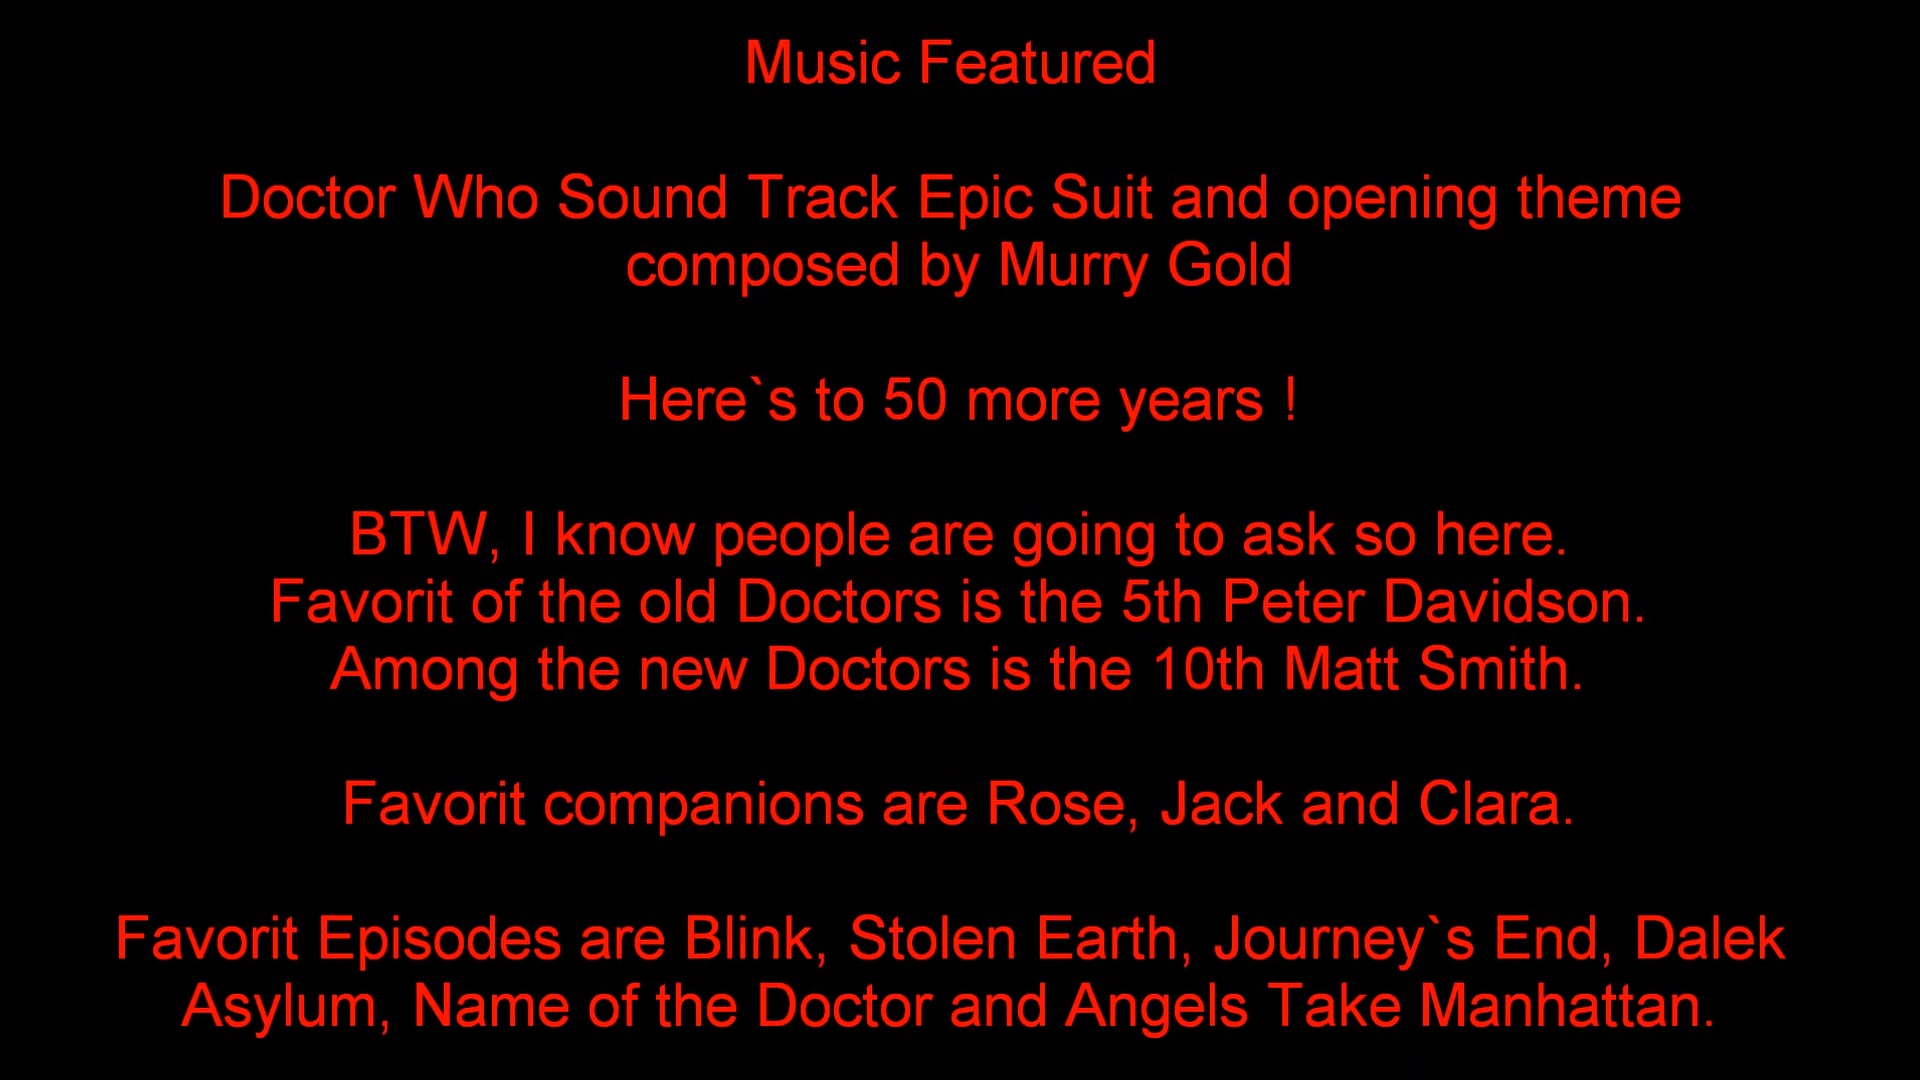 Music Featured
Doctor Who Sound Track Epic Suit and opening theme
composed by Murry Gold
Here`s to 50 more years !
BTW, I know people are going to ask so here.
Favorit of the old Doctors is the 5th Peter Davidson.
Among the new Doctors is the 10th Matt Smith.
Favorit companions are Rose, Jack and Clara.
Favorit Episodes are Blink, Stolen Earth, Journey`s End, Dalek
Asylum, Name of the Doctor and Angels Take Manhattan.